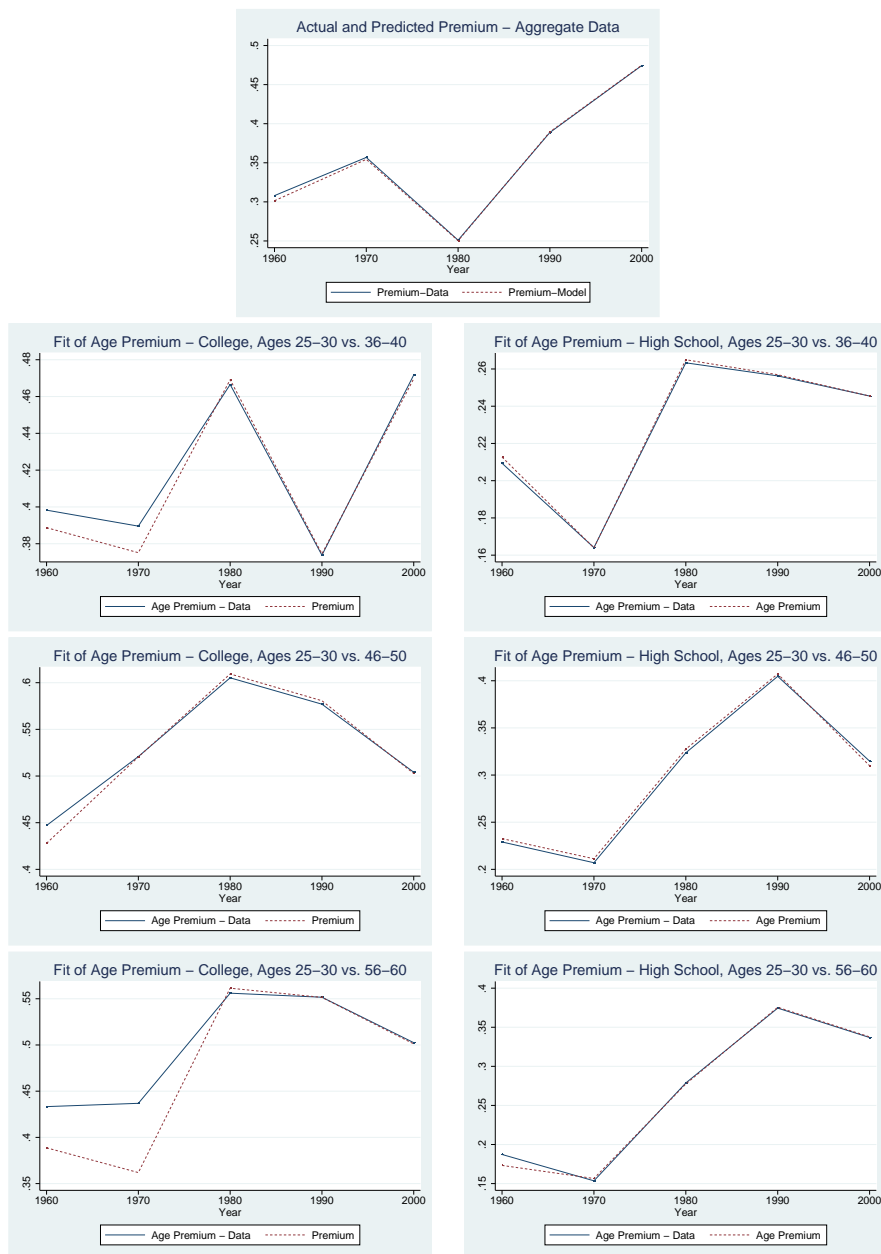 Actual and Predicted Premium − Aggregate Data
.5
.45
.4
.35
.3
.25
1960 1970 1980 1990 2000
Year
Premium−Data Premium−Model
Fit of Age Premium − College, Ages 25−30 vs. 36−40
.48
.46
.44
.42
.4
.38
1960 1970 1980 1990 2000
Year
Age Premium − Data Premium
Fit of Age Premium − High School, Ages 25−30 vs. 36−40
.26
.24
.22
.2
.18
.16
1960 1970 1980 1990 2000
Year
Age Premium − Data Age Premium
Fit of Age Premium − College, Ages 25−30 vs. 46−50
.6
.55
.5
.45
.4
1960 1970 1980 1990 2000
Year
Age Premium − Data Premium
Fit of Age Premium − High School, Ages 25−30 vs. 46−50
.4
.35
.3
.25
.2
1960 1970 1980 1990 2000
Year
Age Premium − Data Age Premium
Fit of Age Premium − College, Ages 25−30 vs. 56−60
.55
.5
.45
.4
.35
1960 1970 1980 1990 2000
Year
Age Premium − Data Premium
Fit of Age Premium − High School, Ages 25−30 vs. 56−60
.4
.35
.3
.25
.2
.15
1960 1970 1980 1990 2000
Year
Age Premium − Data Age Premium